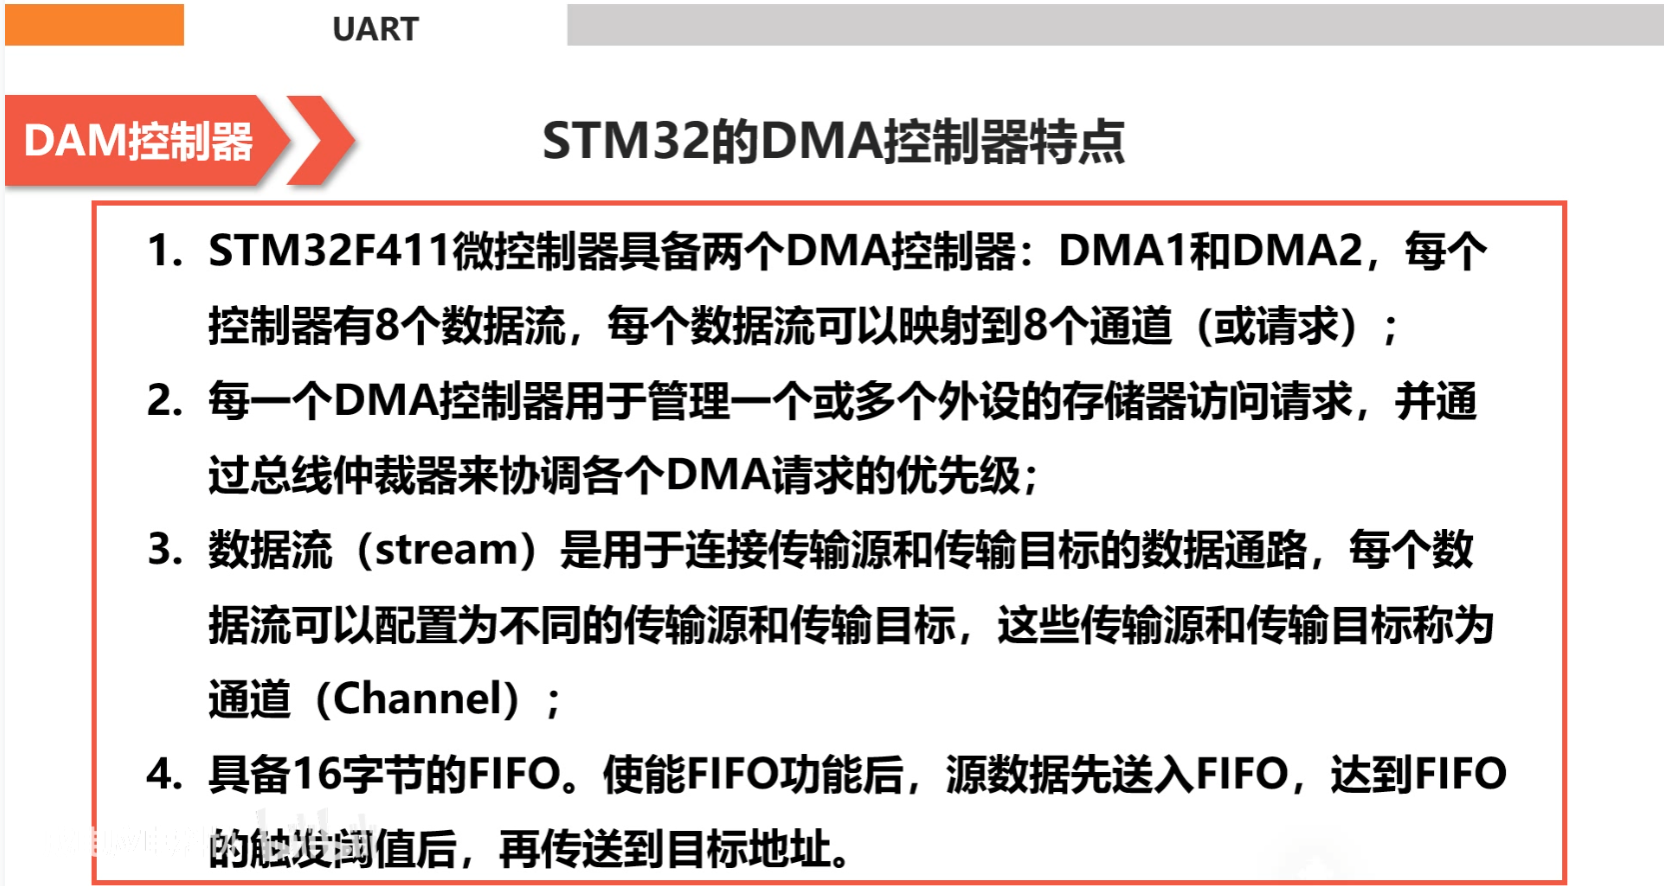 UART
DAM控制器
STM32的DMA控制器特点
1. STM32F411微控制器具备两个DMA控制器：DMA1和DMA2，每个
控制器有8个数据流，每个数据流可以映射到8个通道（或请求）；
2. 每一个DMA控制器用于管理一个或多个外设的存储器访问请求，并通
过总线仲裁器来协调各个DMA请求的优先级；
3. 数据流（stream）是用于连接传输源和传输目标的数据通路，每个数
据流可以配置为不同的传输源和传输目标，这些传输源和传输目标称为
通道（Channel）；
4. 具备16字节的FIFO。使能FIFO功能后，源数据先送入FIFO，达到FIFO
的触发阈值后，再传送到目标地址。